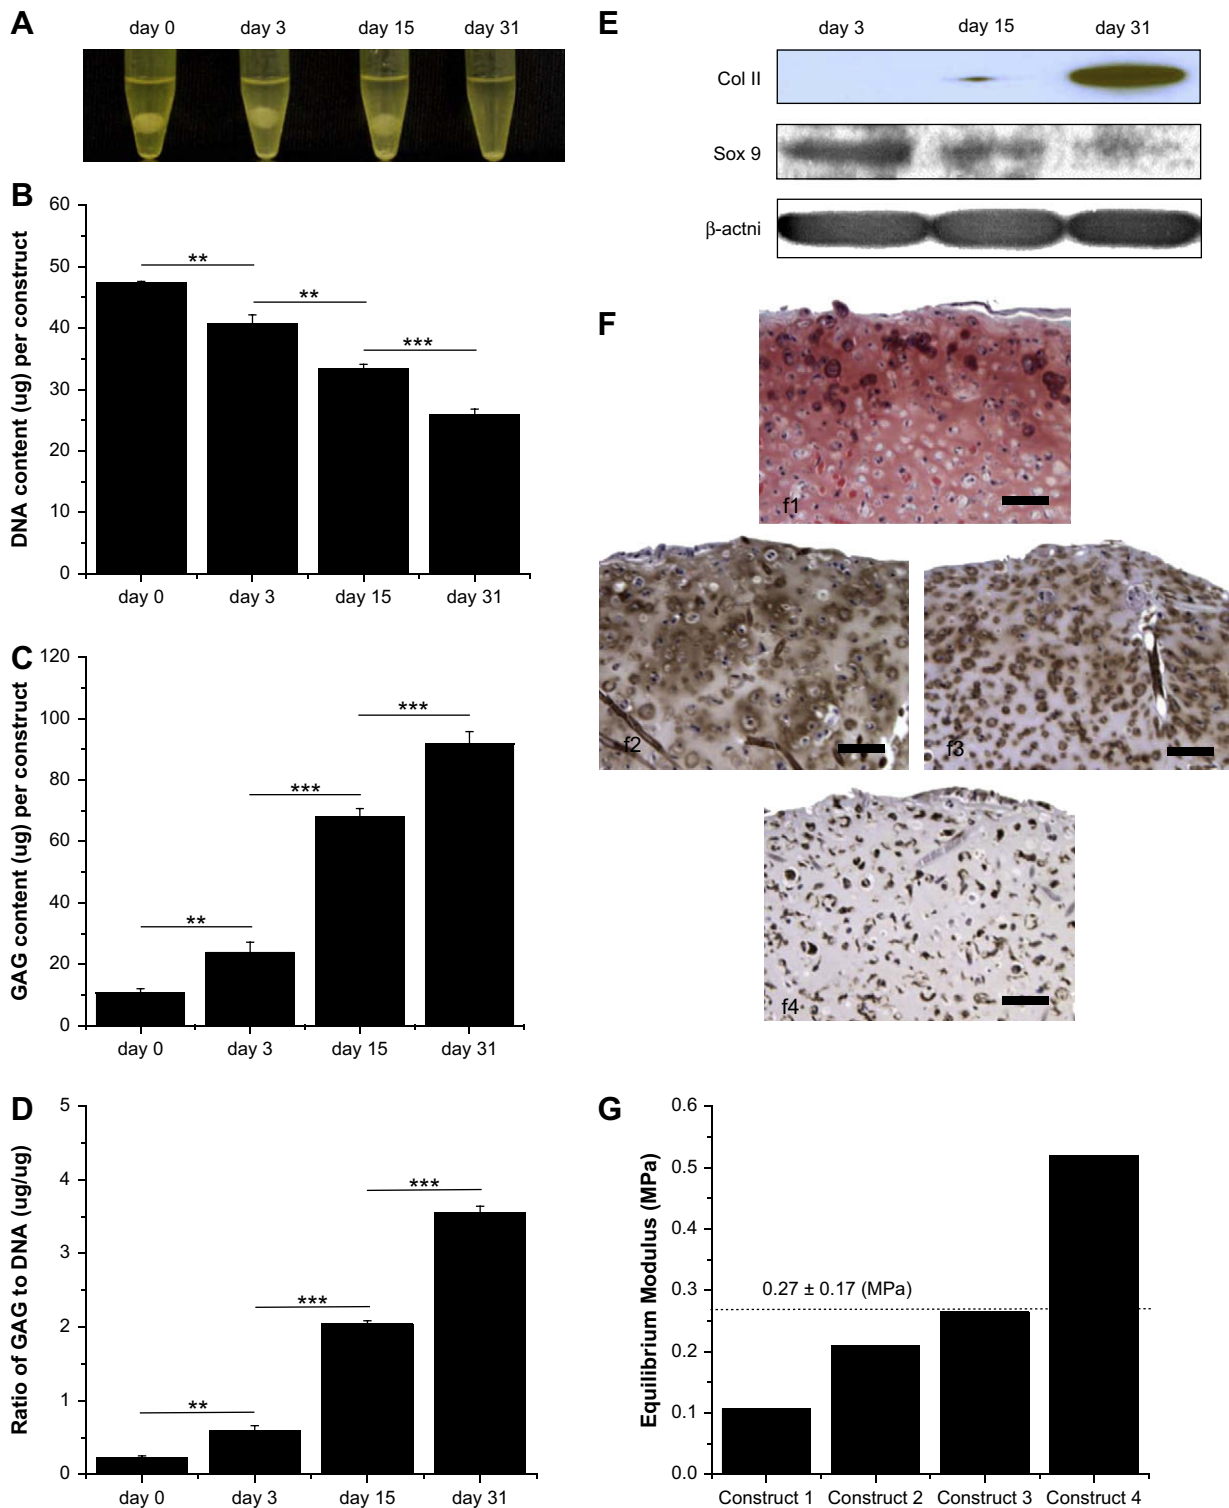 A
day 0 day 3 day 15 day 31
B
DNA content (ug) per construct
60
50
40
30
20
10
0
**
**
***
day 0 day 3 day 15 day 31
C
GAG content (ug) per construct
120
100
80
60
40
20
0
**
***
***
day 0 day 3 day 15 day 31
D
Ratio of GAG to DNA (ug/ug)
5
4
3
2
1
0
**
***
***
day 0 day 3 day 15 day 31
E
day 3 day 15 day 31
Col II
Sox 9
β-actni
F
f1
f2
f3
f4
G
Equilibrium Modulus (MPa)
0.6
0.5
0.4
0.3
0.2
0.1
0.0
0.27 ± 0.17 (MPa)
Construct 1 Construct 2 Construct 3 Construct 4